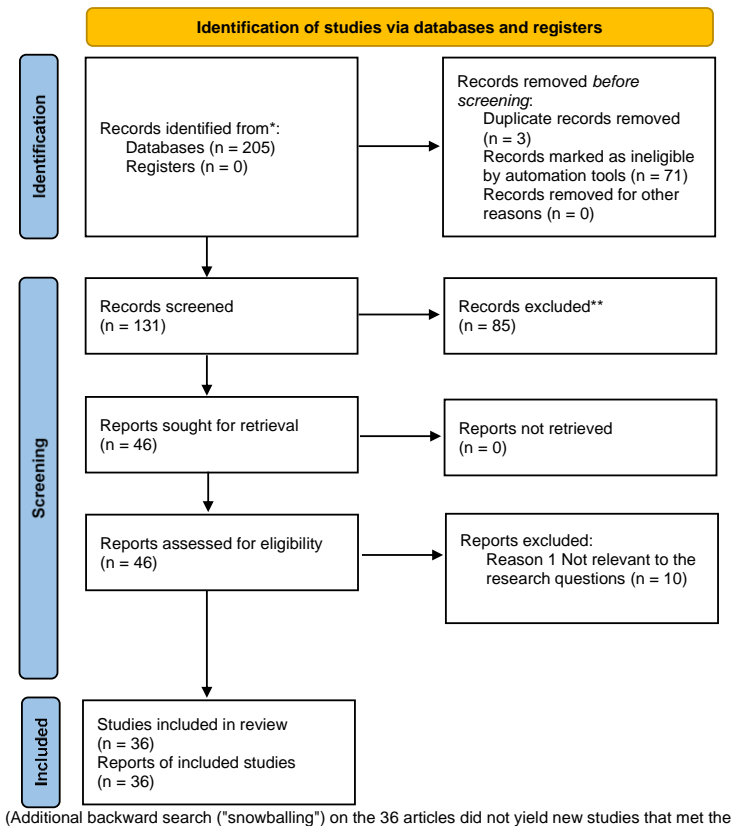 Identification of studies via databases and registers
Identification
Records identified from*:
Databases (n = 205)
Registers (n = 0)
Records removed before
screening:
Duplicate records removed
(n = 3)
Records marked as ineligible
by automation tools (n = 71)
Records removed for other
reasons (n = 0)
Screening
Records screened
(n = 131)
Records excluded**
(n = 85)
Reports sought for retrieval
(n = 46)
Reports not retrieved
(n = 0)
Reports assessed for eligibility
(n = 46)
Reports excluded:
Reason 1 Not relevant to the
research questions (n = 10)
Included
Studies included in review
(n = 36)
Reports of included studies
(n = 36)
(Additional backward search ("snowballing") on the 36 articles did not yield new studies that met the